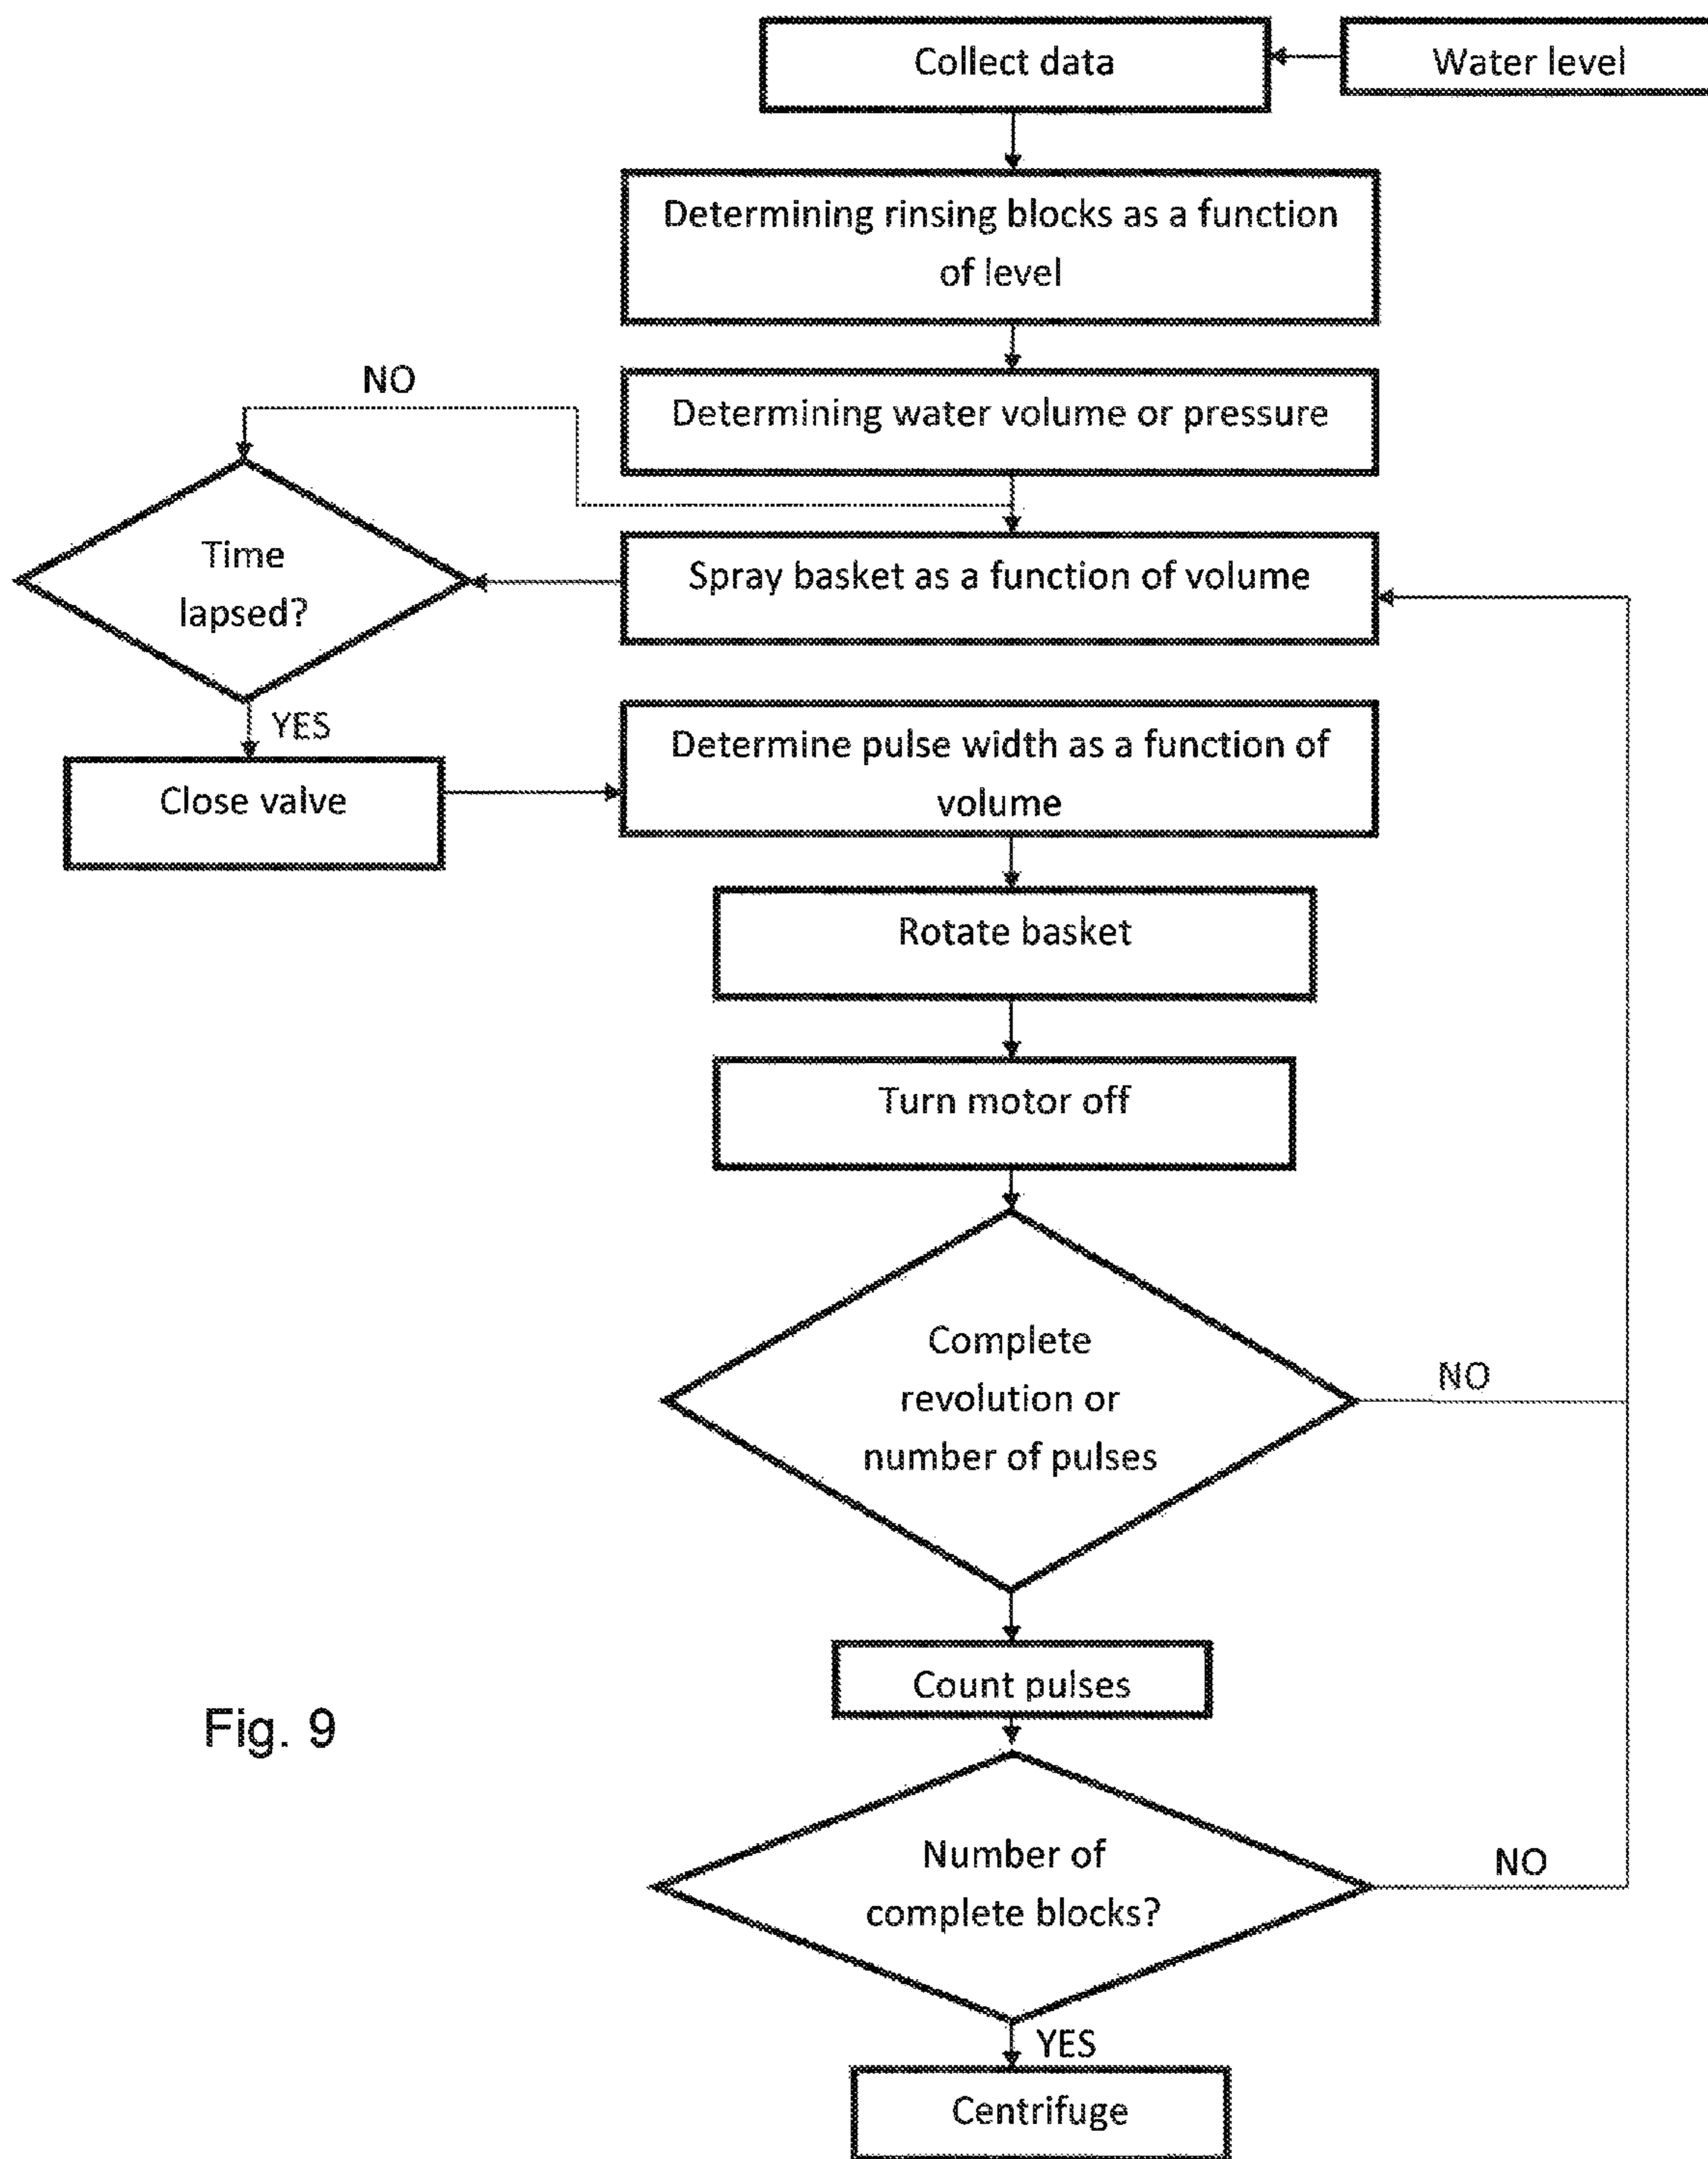 Collect data
Water level
Determining rinsing blocks as a function
of level
NO
Determining water volume or pressure
Time
lapsed?
Spray basket as a function of volume
YES
Close valve
Determine pulse width as a function of
volume
Rotate basket
Turn motor off
Complete
revolution or
number of pulses
NO
Count pulses
Fig. 9
Number of
complete blocks?
NO
YES
Centrifuge